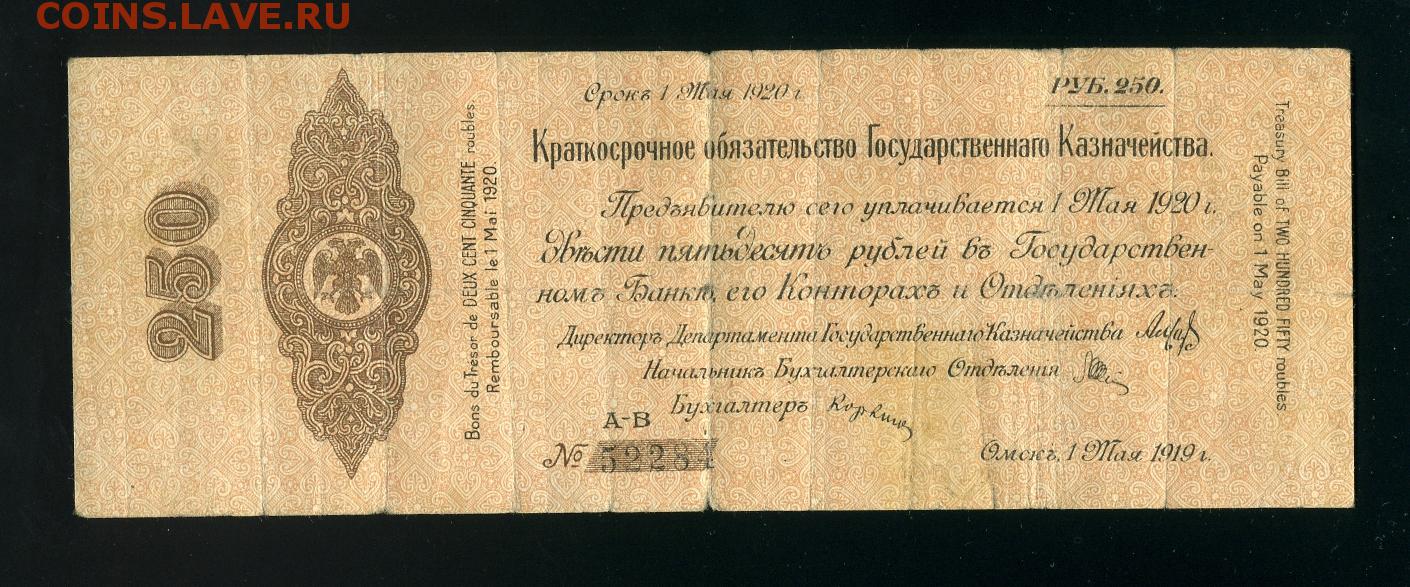 COINS.LAVE.RU
250
Bons du Trésor de DEUX CENT CINQUANTE roubles
Remboursable le 1 Mai 1920.
Срокъ 1 Мая 1920 г.
РУБ. 250.
Краткосрочное обязательство Государственнаго Казначейства.
Предъявителю сего уплачивается 1 Мая 1920 г.
двѣсти пятьдесятъ рублей въ Государствен-
номъ Банкѣ, его Конторахъ и Отдѣленіяхъ.
Директоръ Департамента Государственнаго Казначейства
Начальникъ Бухгалтерскаго Отдѣленія
Бухгалтеръ
А-В
№ 52281
Омскъ, 1 Мая 1919 г.
Treasury Bill of TWO HUNDRED FIFTY roubles
Payable on 1 May 1920.